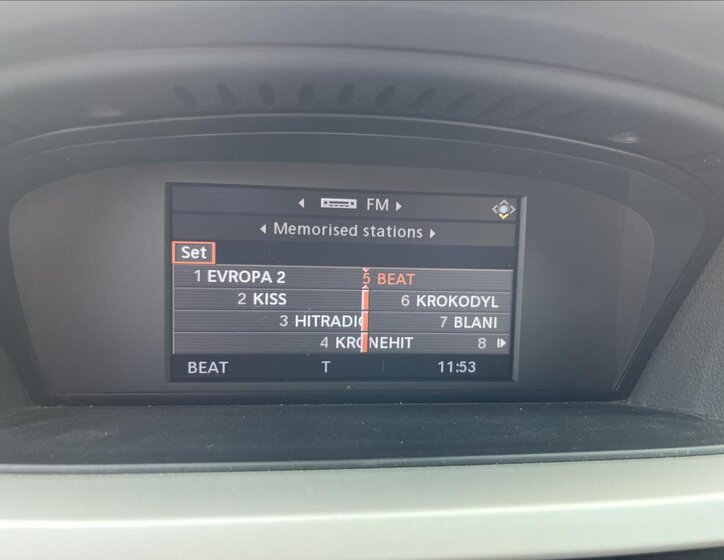 FM
Memorised stations
Set
1 EVROPA 2 5 BEAT
2 KISS 6 KROKODYL
3 HITRADIO 7 BLANI
4 KRONEHIT 8
BEAT T 11:53